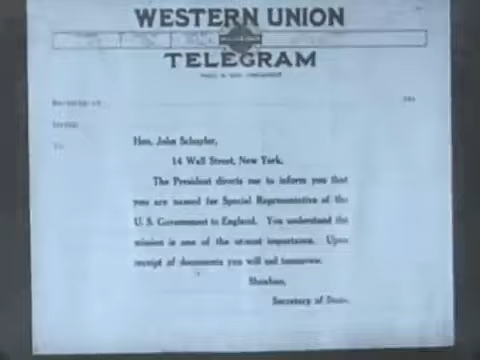 WESTERN UNION
TELEGRAM
Hon. John Schuyler,
14 Wall Street, New York.
The President directs me to inform you that
you are named for Special Representative of the
U. S. Government to England. You understand the
mission is one of the utmost importance. Upon
receipt of documents you will sail tomorrow.
Secretary of State.